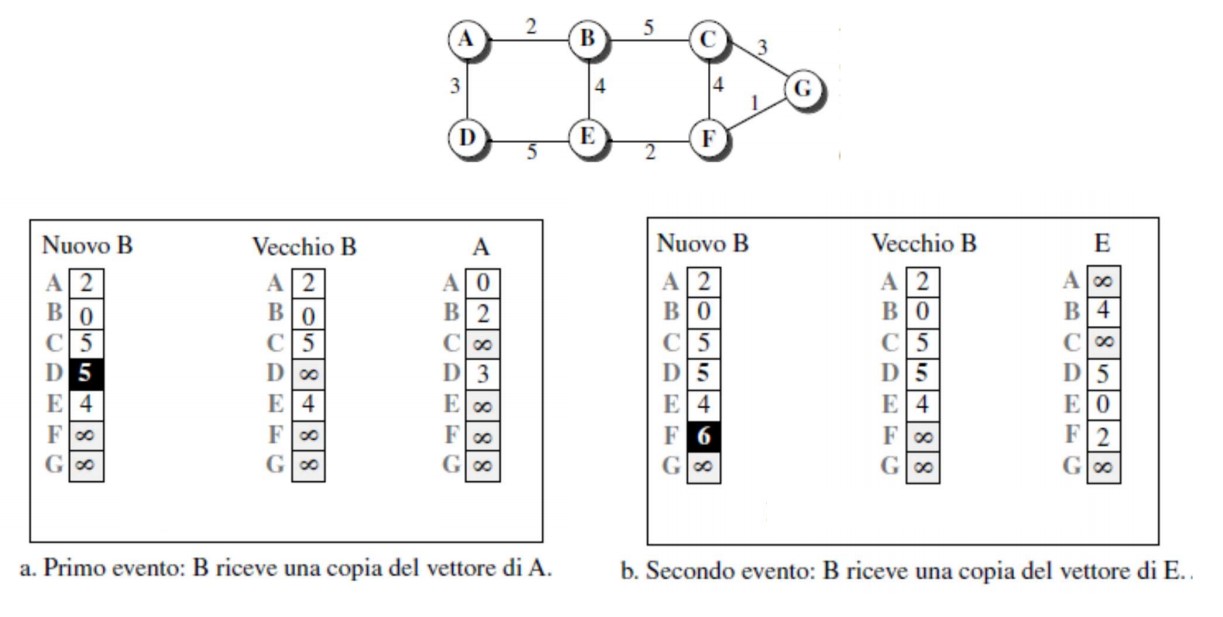 2
A B C
5
3
3
4
4
G
1
D E F
5
2
Nuovo B Vecchio B A
A 2 A 2 A 0
B 0 B 0 B 2
C 5 C 5 C ∞
D 5 D ∞ D 3
E 4 E 4 E ∞
F ∞ F ∞ F ∞
G ∞ G ∞ G ∞
a. Primo evento: B riceve una copia del vettore di A.
Nuovo B Vecchio B E
A 2 A 2 A ∞
B 0 B 0 B 4
C 5 C 5 C ∞
D 5 D 5 D 5
E 4 E 4 E 0
F 6 F ∞ F 2
G ∞ G ∞ G ∞
b. Secondo evento: B riceve una copia del vettore di E. .